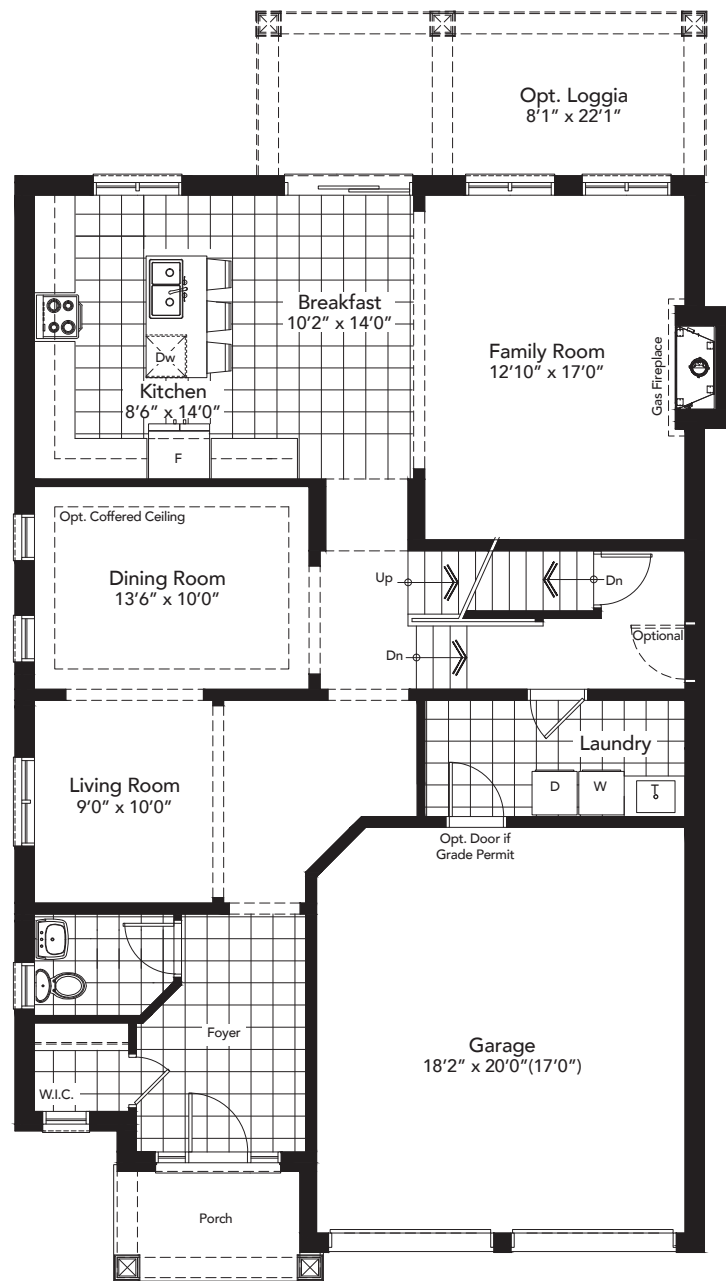 Opt. Loggia
8'1" x 22'1"
Breakfast
10'2" x 14'0"
Family Room
12'10" x 17'0"
Gas Fireplace
Dw
Kitchen
8'6" x 14'0"
F
Opt. Coffered Ceiling
Dining Room
13'6" x 10'0"
Up
Dn
Optional
Dn
Laundry
Living Room
9'0" x 10'0"
D
W
T
Opt. Door if
Grade Permit
Foyer
Garage
18'2" x 20'0"(17'0")
W.I.C.
Porch